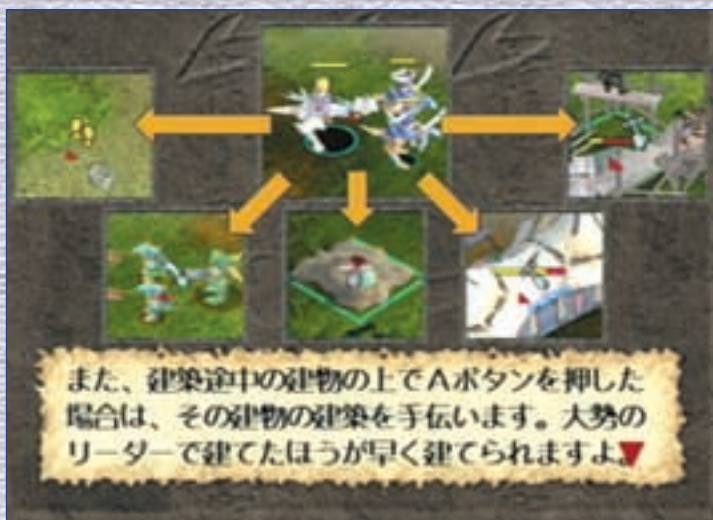 また、建築途中の建物の上でAボタンを押した
場合は、その建物の建築を手伝います。大勢の
リーダーで建てたほうが早く建てられますよ。